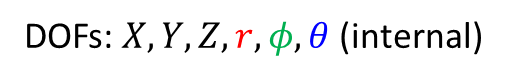 DOFs: X, Y, Z, r, ϕ, θ (internal)